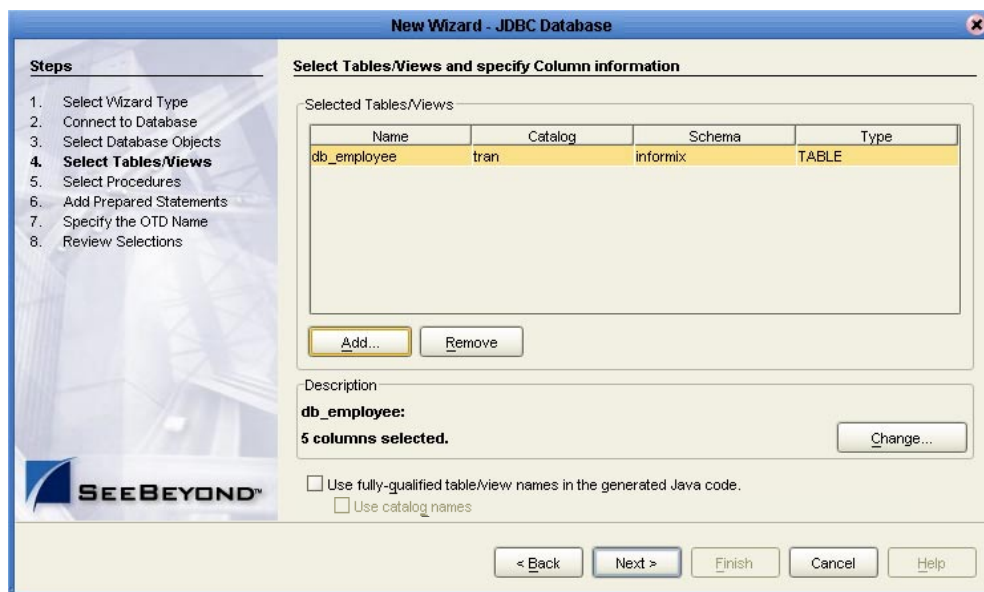 New Wizard - JDBC Database
Steps
1. Select Wizard Type
2. Connect to Database
3. Select Database Objects
4. Select Tables/Views
5. Select Procedures
6. Add Prepared Statements
7. Specify the OTD Name
8. Review Selections
SEEBEYOND™
Select Tables/Views and specify Column information
Selected Tables/Views
Name Catalog Schema Type
db_employee tran informix TABLE
Add... Remove
Description
db_employee:
5 columns selected.
Change...
Use fully-qualified table/view names in the generated Java code.
Use catalog names
< Back Next > Finish Cancel Help